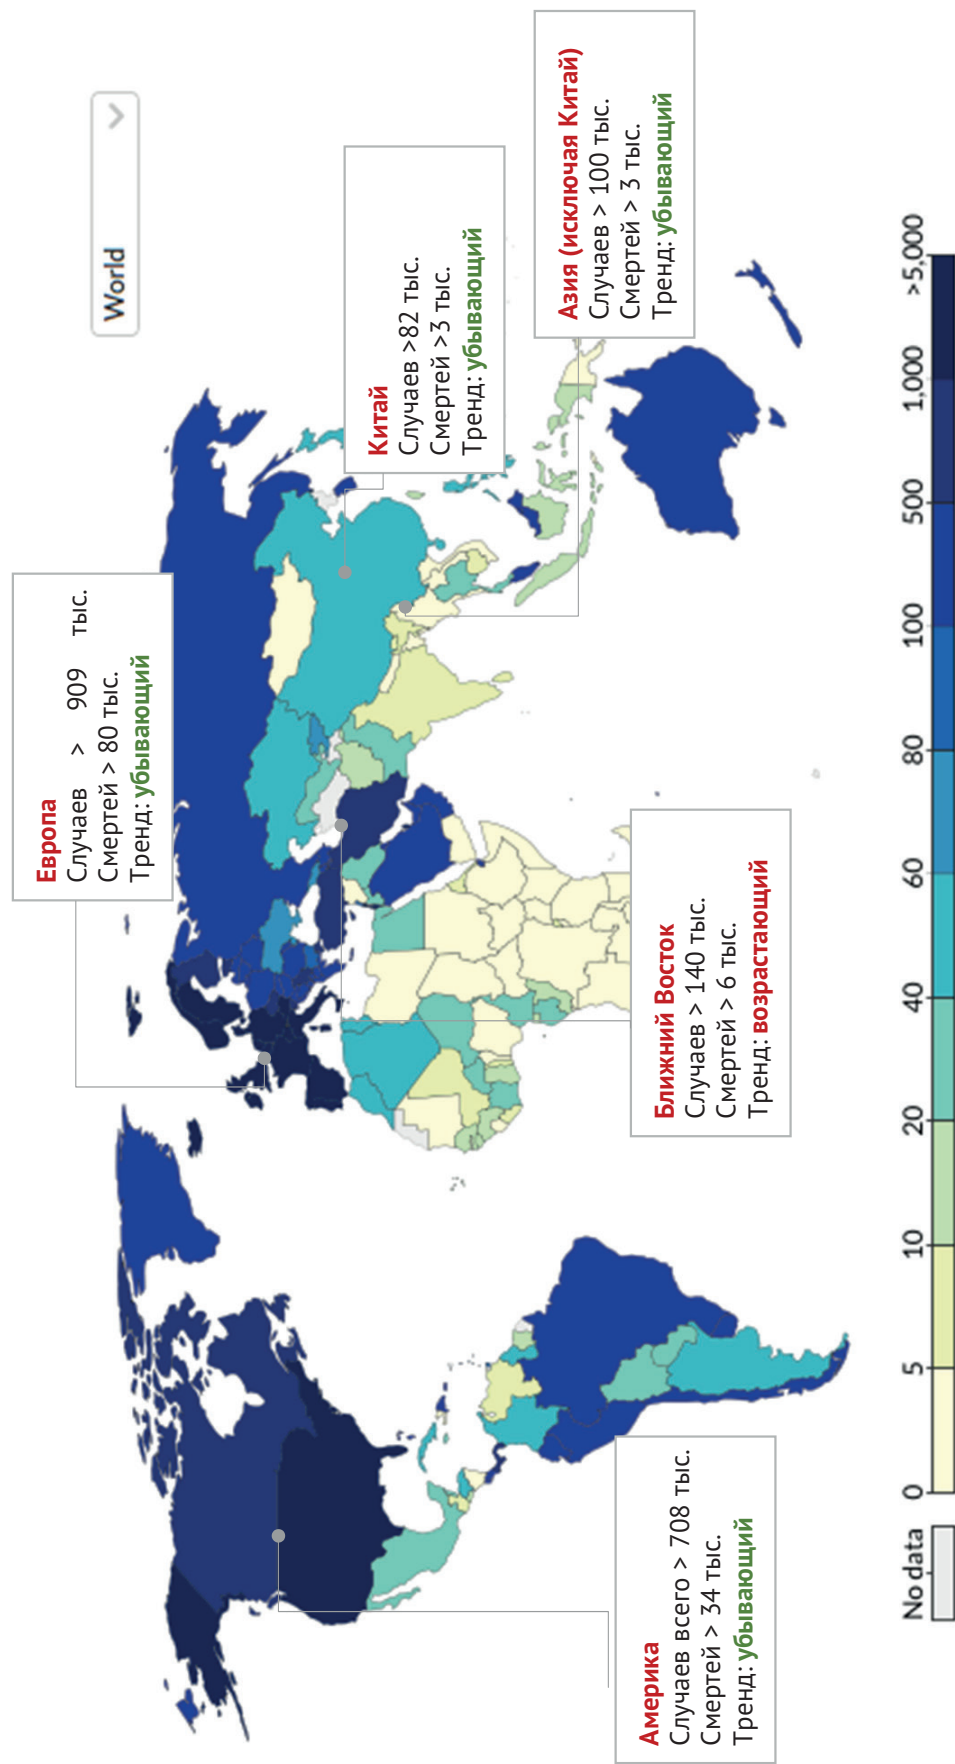 World
Европа
Случаев > 909 тыс.
Смертей > 80 тыс.
Тренд: убывающий
Китай
Случаев >82 тыс.
Смертей >3 тыс.
Тренд: убывающий
Азия (исключая Китай)
Случаев > 100 тыс.
Смертей > 3 тыс.
Тренд: убывающий
Ближний Восток
Случаев > 140 тыс.
Смертей > 6 тыс.
Тренд: возрастающий
Америка
Случаев всего > 708 тыс.
Смертей > 34 тыс.
Тренд: убывающий
No data 0 5 10 20 40 60 80 100 500 1,000 >5,000